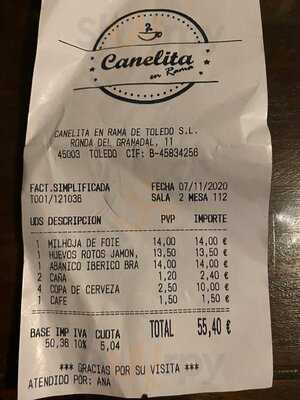 Canelita
en Rama
CANELITA EN RAMA DE TOLEDO S.L.
RONDA DEL GRANADAL, 11
45003 TOLEDO CIF: B-45834256
FACT.SIMPLIFICADA FECHA 07/11/2020
T001/121036 SALA 2 MESA 112
UDS DESCRIPCION PVP IMPORTE
1 MILHOJA DE FOIE 14,00 14,00 €
1 HUEVOS ROTOS JAMON, 13,50 13,50 €
1 ABANICO IBERICO BRA 14,00 14,00 €
2 CAÑA 1,20 2,40 €
4 COPA DE CERVEZA 2,50 10,00 €
1 CAFE 1,50 1,50 €
BASE IMP IVA CUOTA TOTAL 55,40 €
50,36 10% 5,04
*** GRACIAS POR SU VISITA ***
ATENDIDO POR: ANA